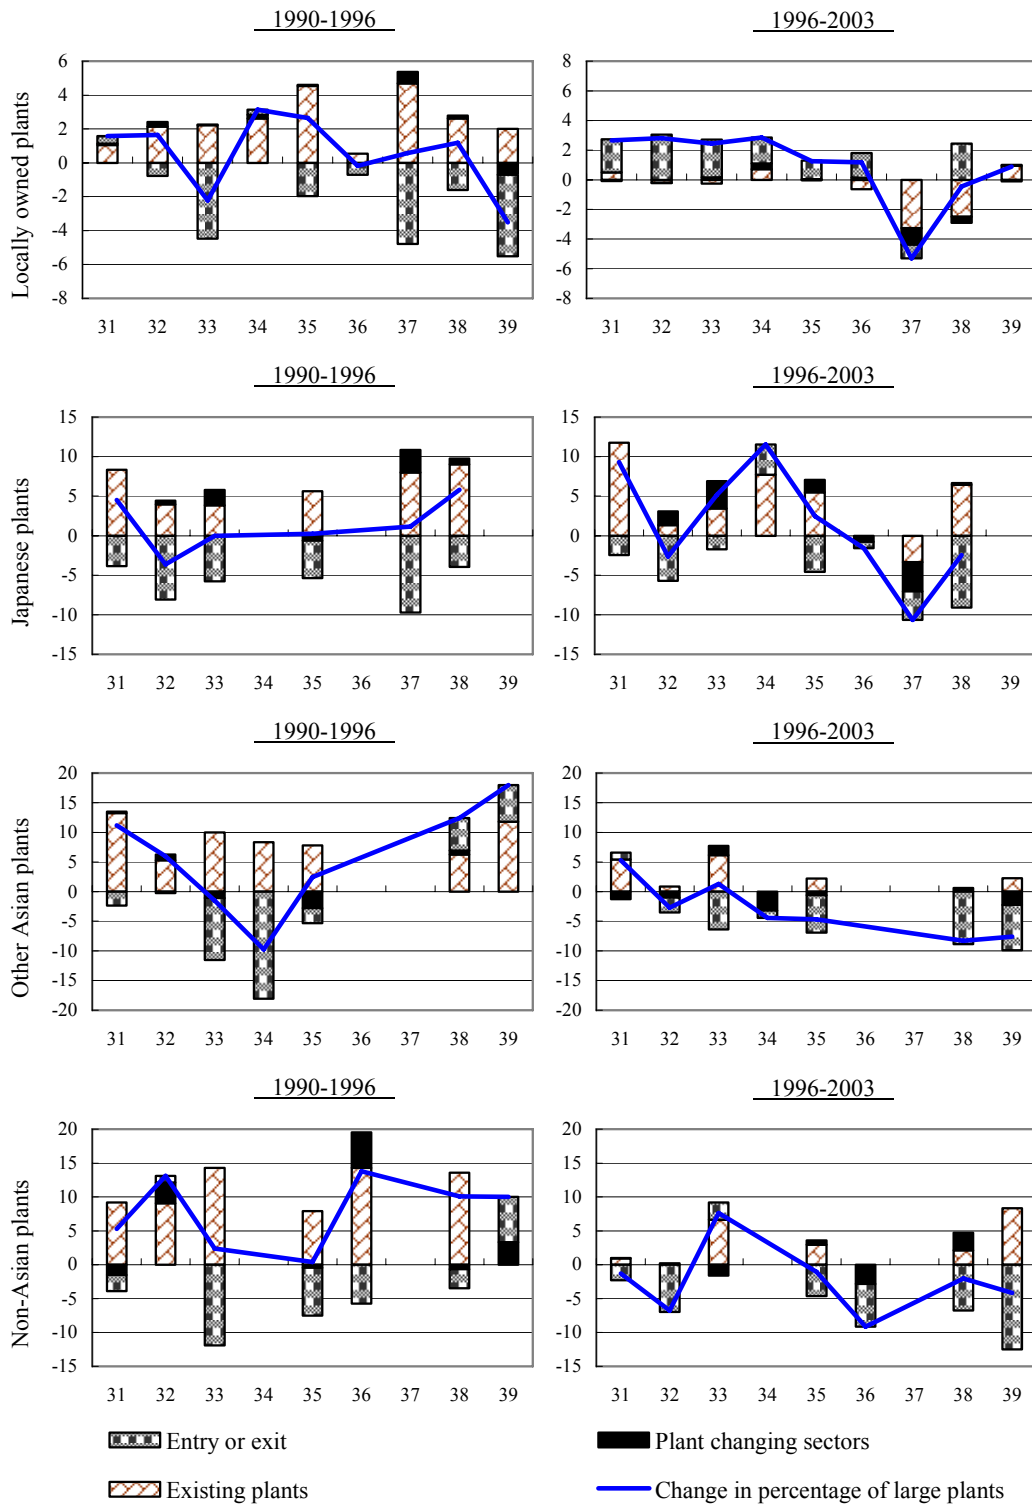 1990-1996 1996-2003
Locally owned plants
6 4 2 0 -2 -4 -6 -8
31 32 33 34 35 36 37 38 39
8 6 4 2 0 -2 -4 -6 -8
31 32 33 34 35 36 37 38 39
1990-1996 1996-2003
Japanese plants
15 10 5 0 -5 -10 -15
31 32 33 34 35 36 37 38 39
15 10 5 0 -5 -10 -15
31 32 33 34 35 36 37 38 39
1990-1996 1996-2003
Other Asian plants
20 15 10 5 0 -5 -10 -15 -20
31 32 33 34 35 36 37 38 39
20 15 10 5 0 -5 -10 -15 -20
31 32 33 34 35 36 37 38 39
1990-1996 1996-2003
Non-Asian plants
20 15 10 5 0 -5 -10 -15
31 32 33 34 35 36 37 38 39
20 15 10 5 0 -5 -10 -15
31 32 33 34 35 36 37 38 39
Entry or exit Plant changing sectors
Existing plants Change in percentage of large plants